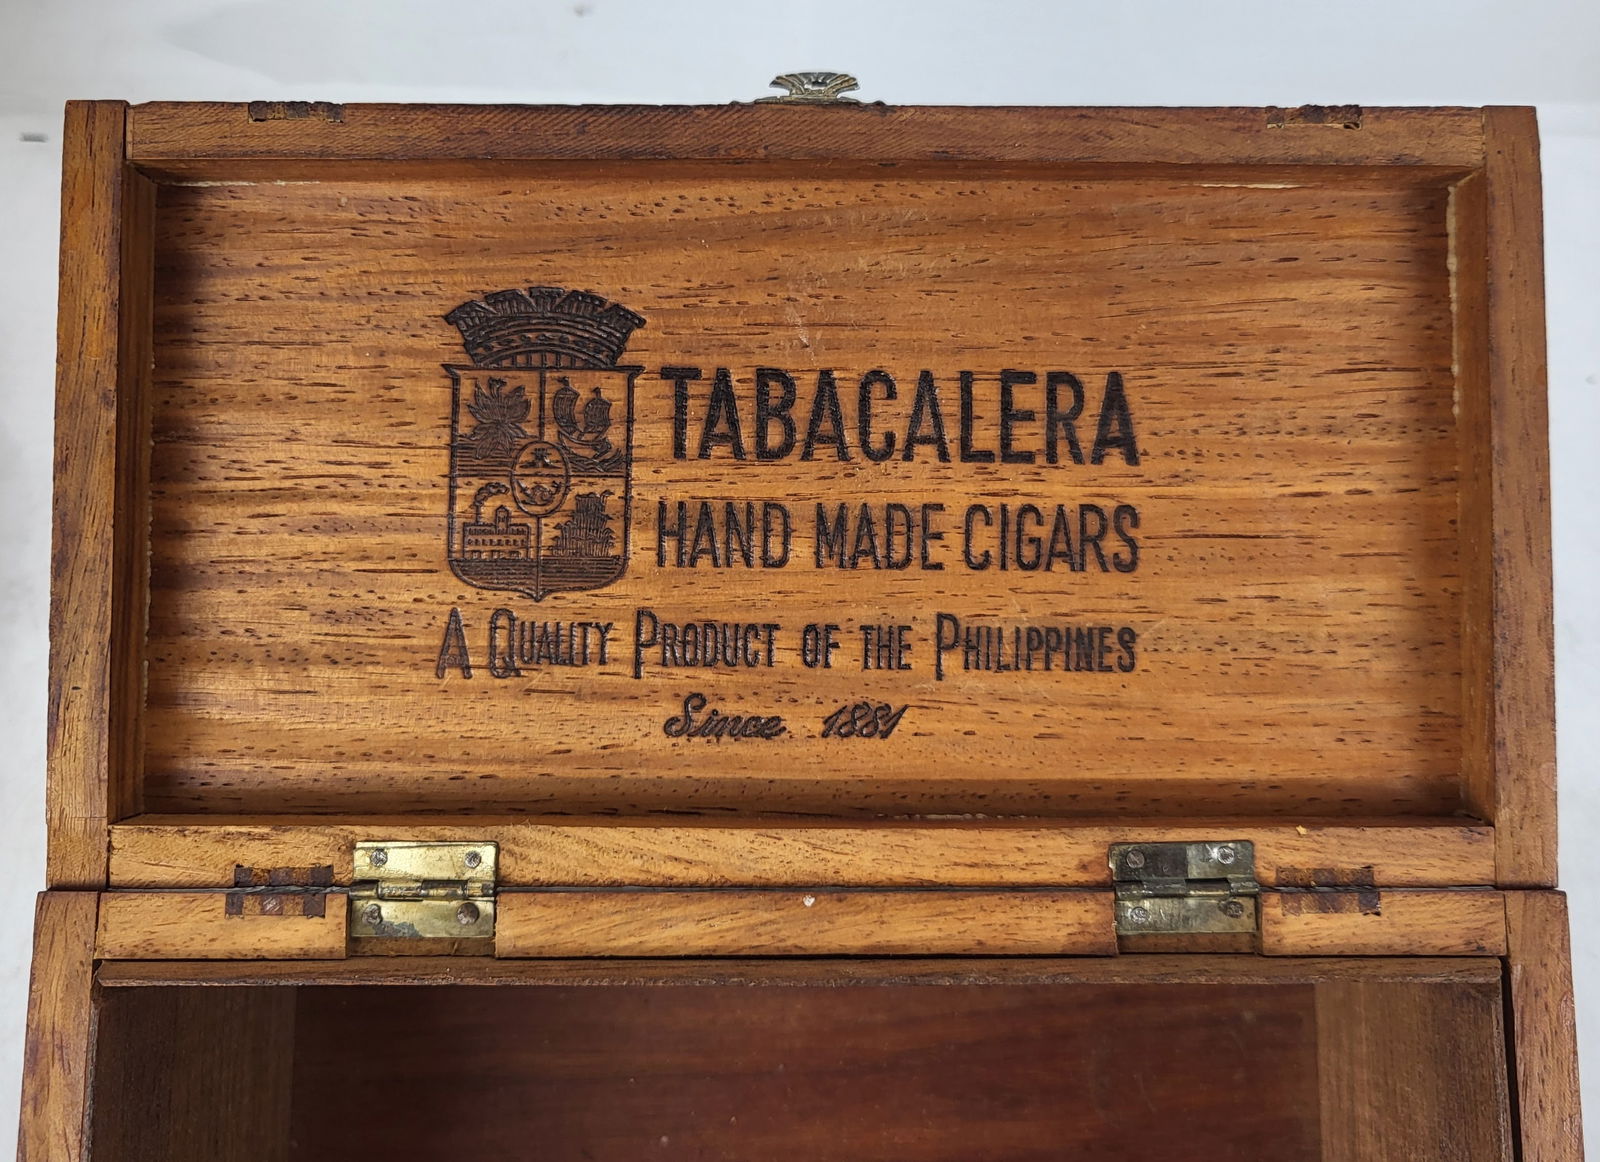 TABACALERA
HAND MADE CIGARS
A QUALITY PRODUCT OF THE PHILIPPINES
Since 1881